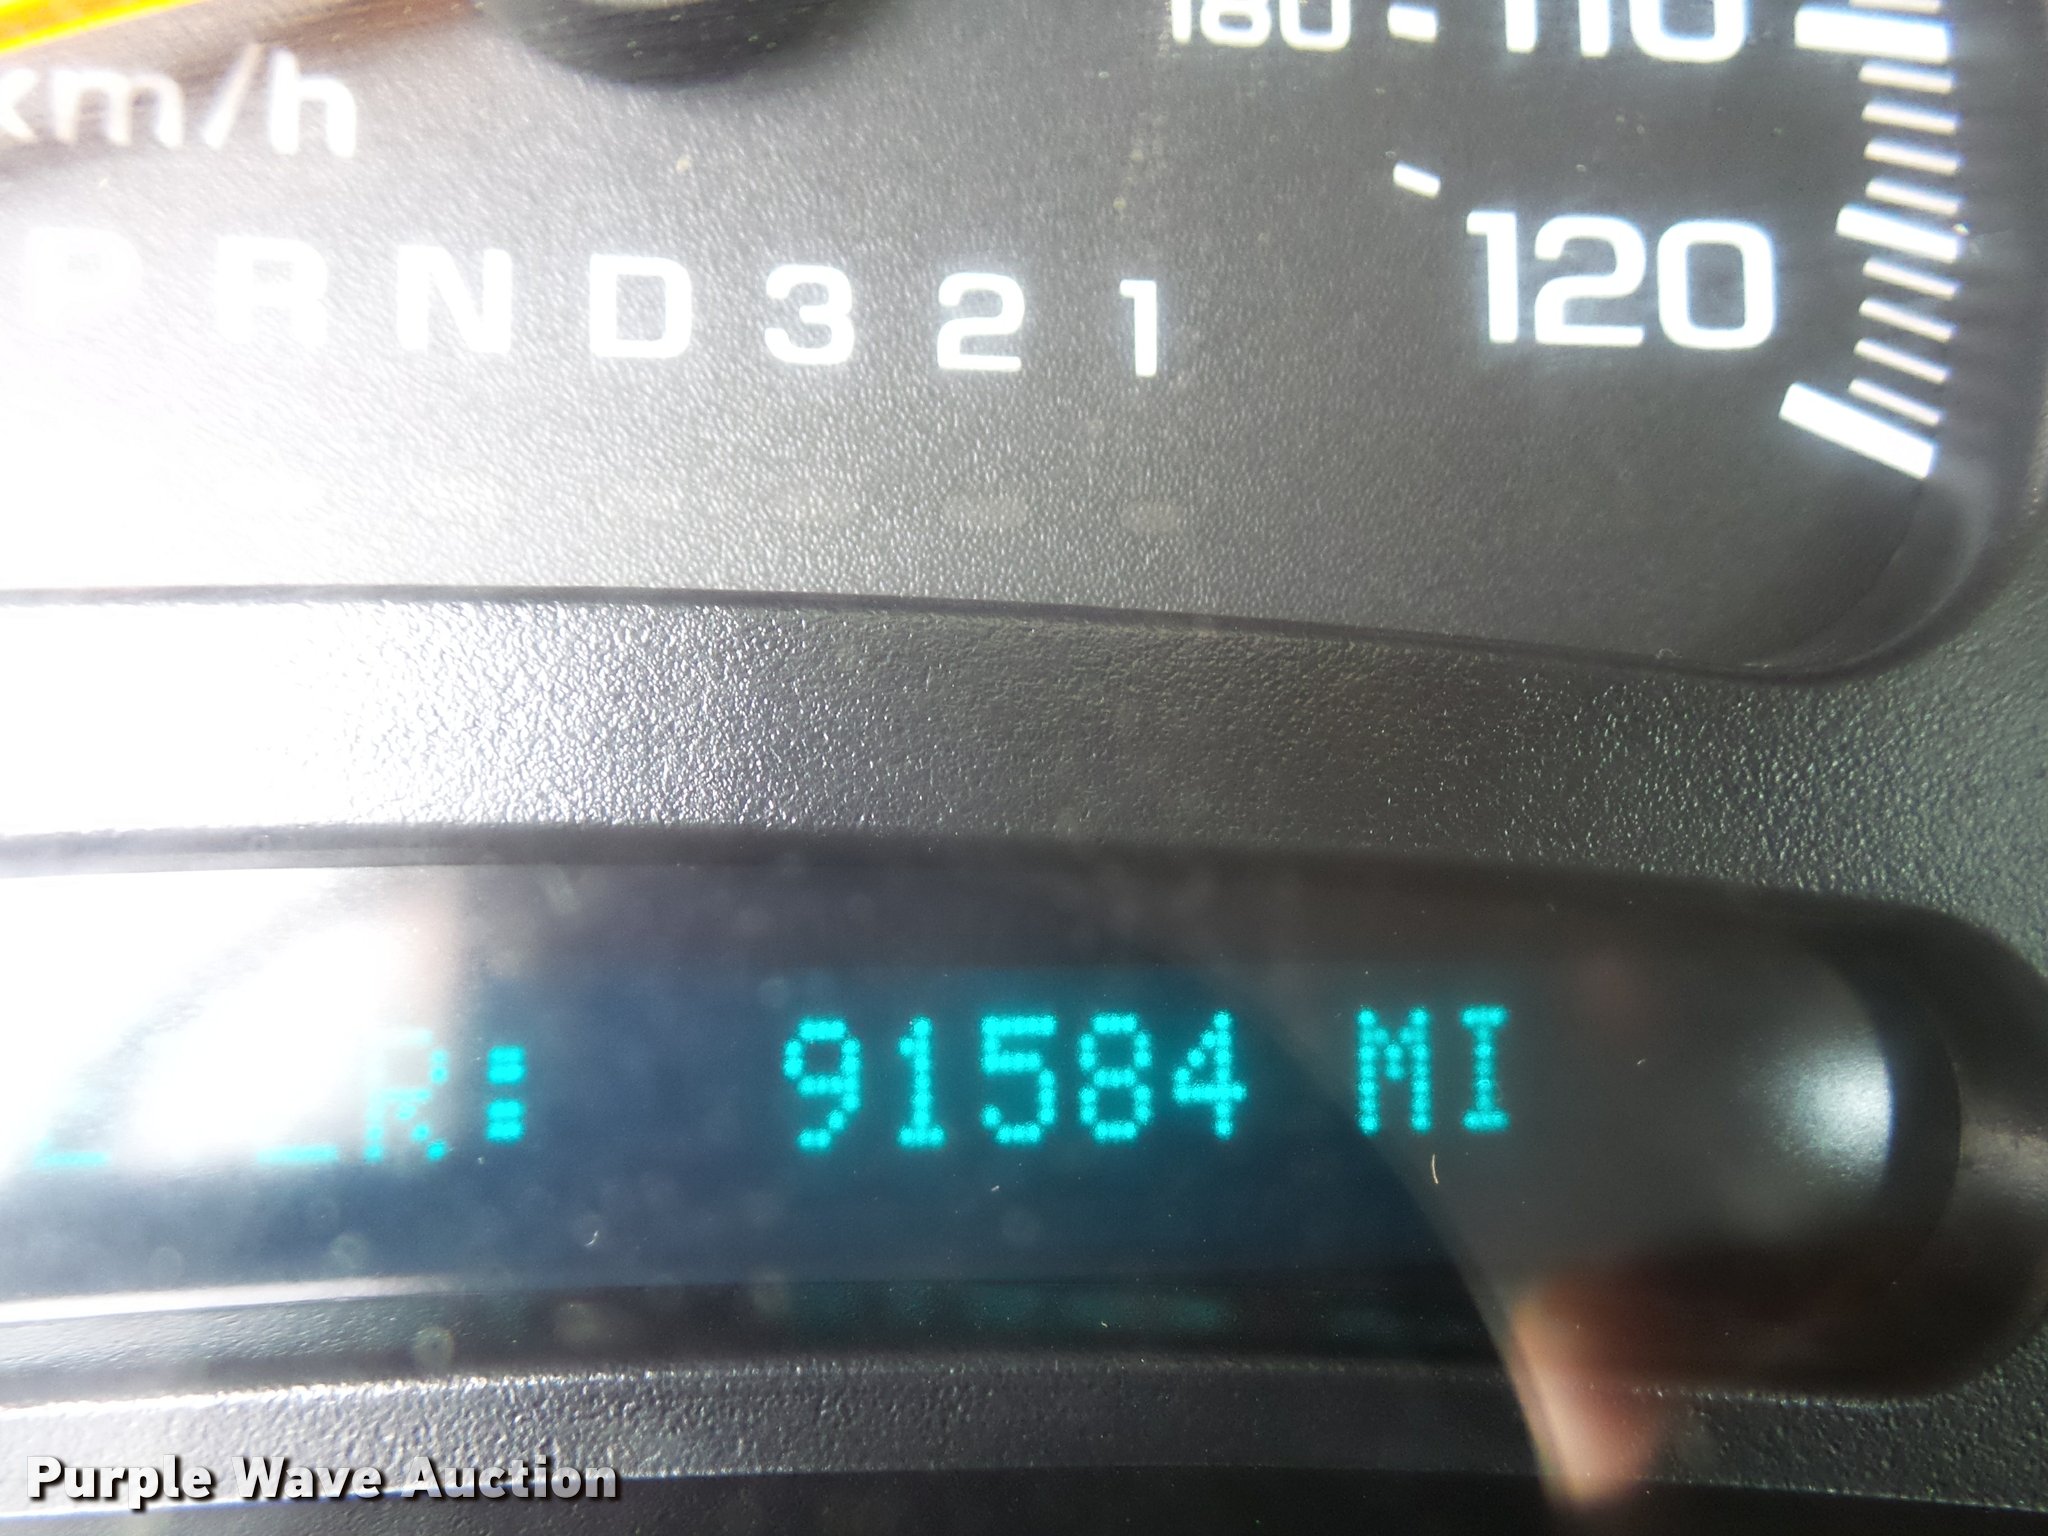 180 110
km/h
120
P R N D 3 2 1
R: 91584 MI
Purple Wave Auction